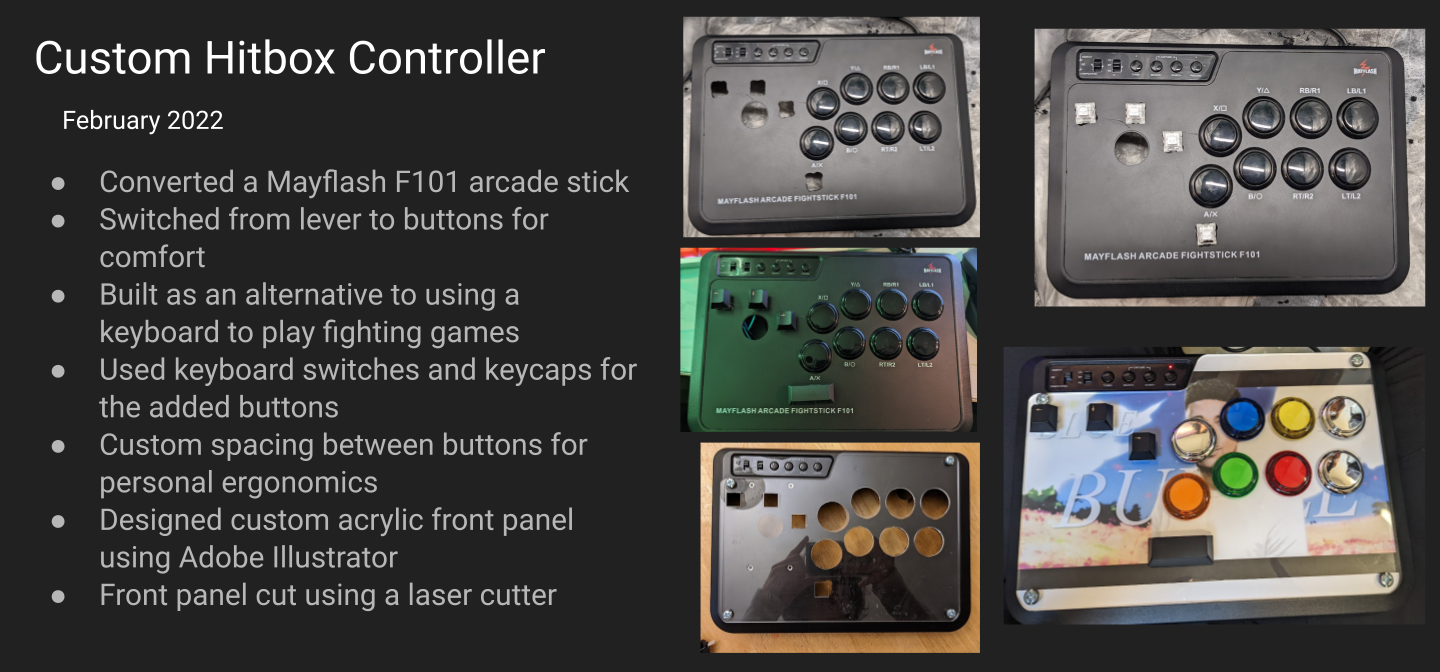 Custom Hitbox Controller
February 2022
● Converted a Mayflash F101 arcade stick
● Switched from lever to buttons for
comfort
● Built as an alternative to using a
keyboard to play fighting games
● Used keyboard switches and keycaps for
the added buttons
● Custom spacing between buttons for
personal ergonomics
● Designed custom acrylic front panel
using Adobe Illustrator
● Front panel cut using a laser cutter
MAYFLASH
Y/△ RB/R1 LB/L1
X/□
B/○ RT/R2 LT/L2
A/X
MAYFLASH ARCADE FIGHTSTICK F101
MAYFLASH
Y/△ RB/R1 LB/L1
X/□
B/○ RT/R2 LT/L2
A/X
MAYFLASH ARCADE FIGHTSTICK F101
Y/△ RB/R1 LB/L1
X/□
B/○ RT/R2 LT/L2
A/X
MAYFLASH ARCADE FIGHTSTICK F101